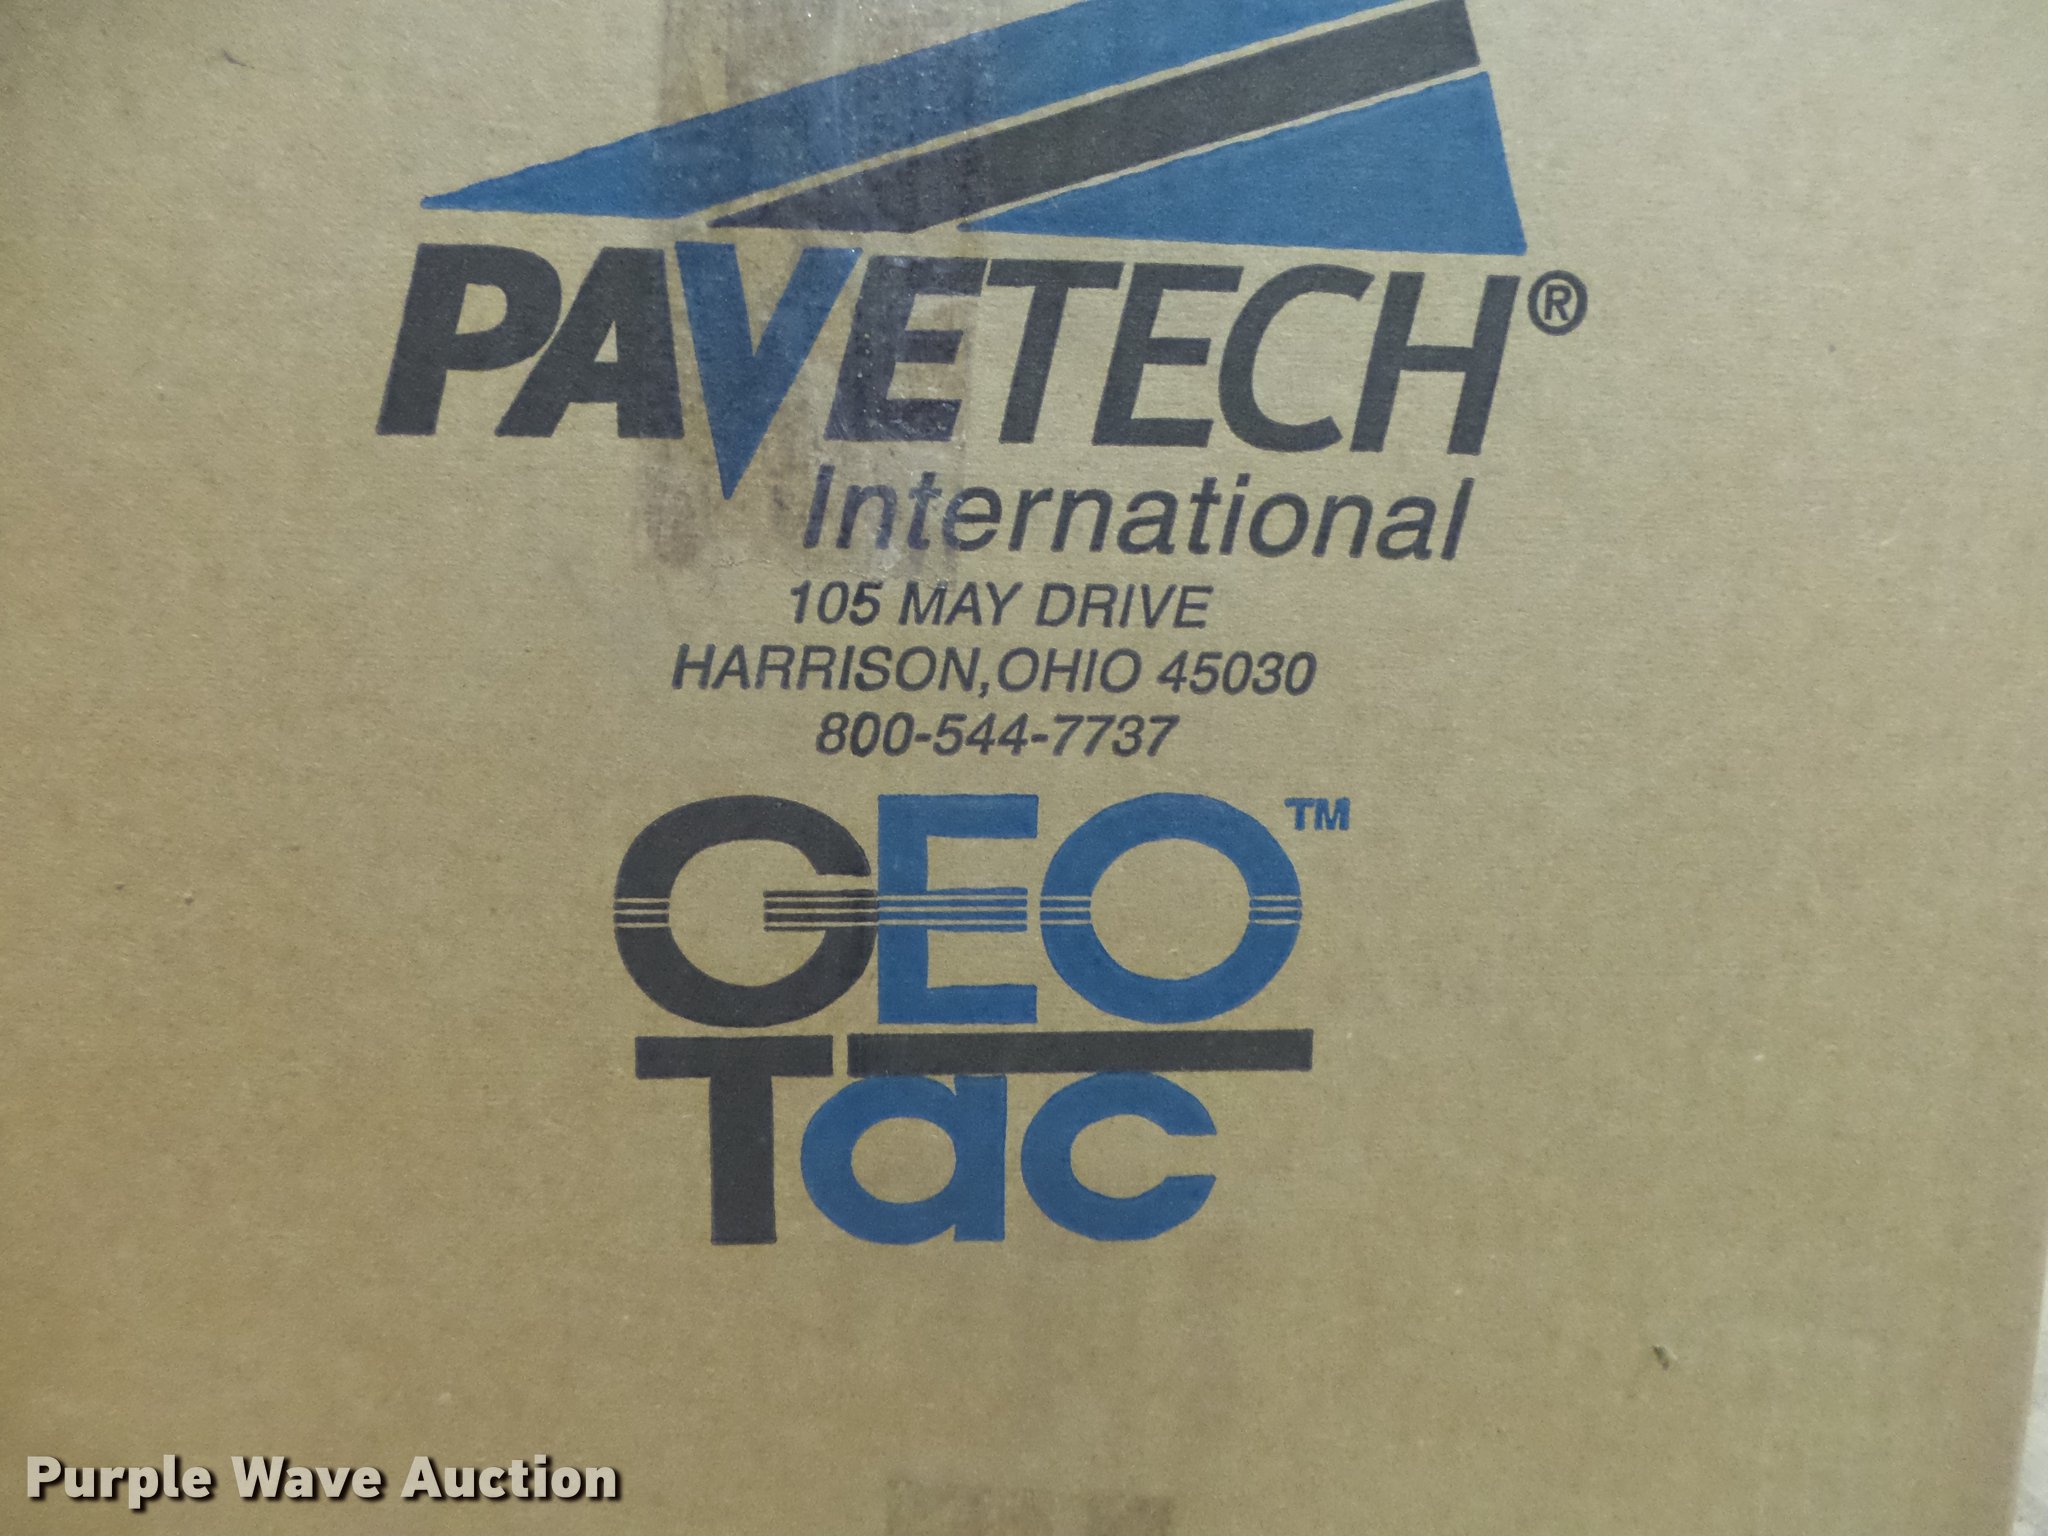 PAVETECH®
International
105 MAY DRIVE
HARRISON, OHIO 45030
800-544-7737
GEO™
Tac
Purple Wave Auction